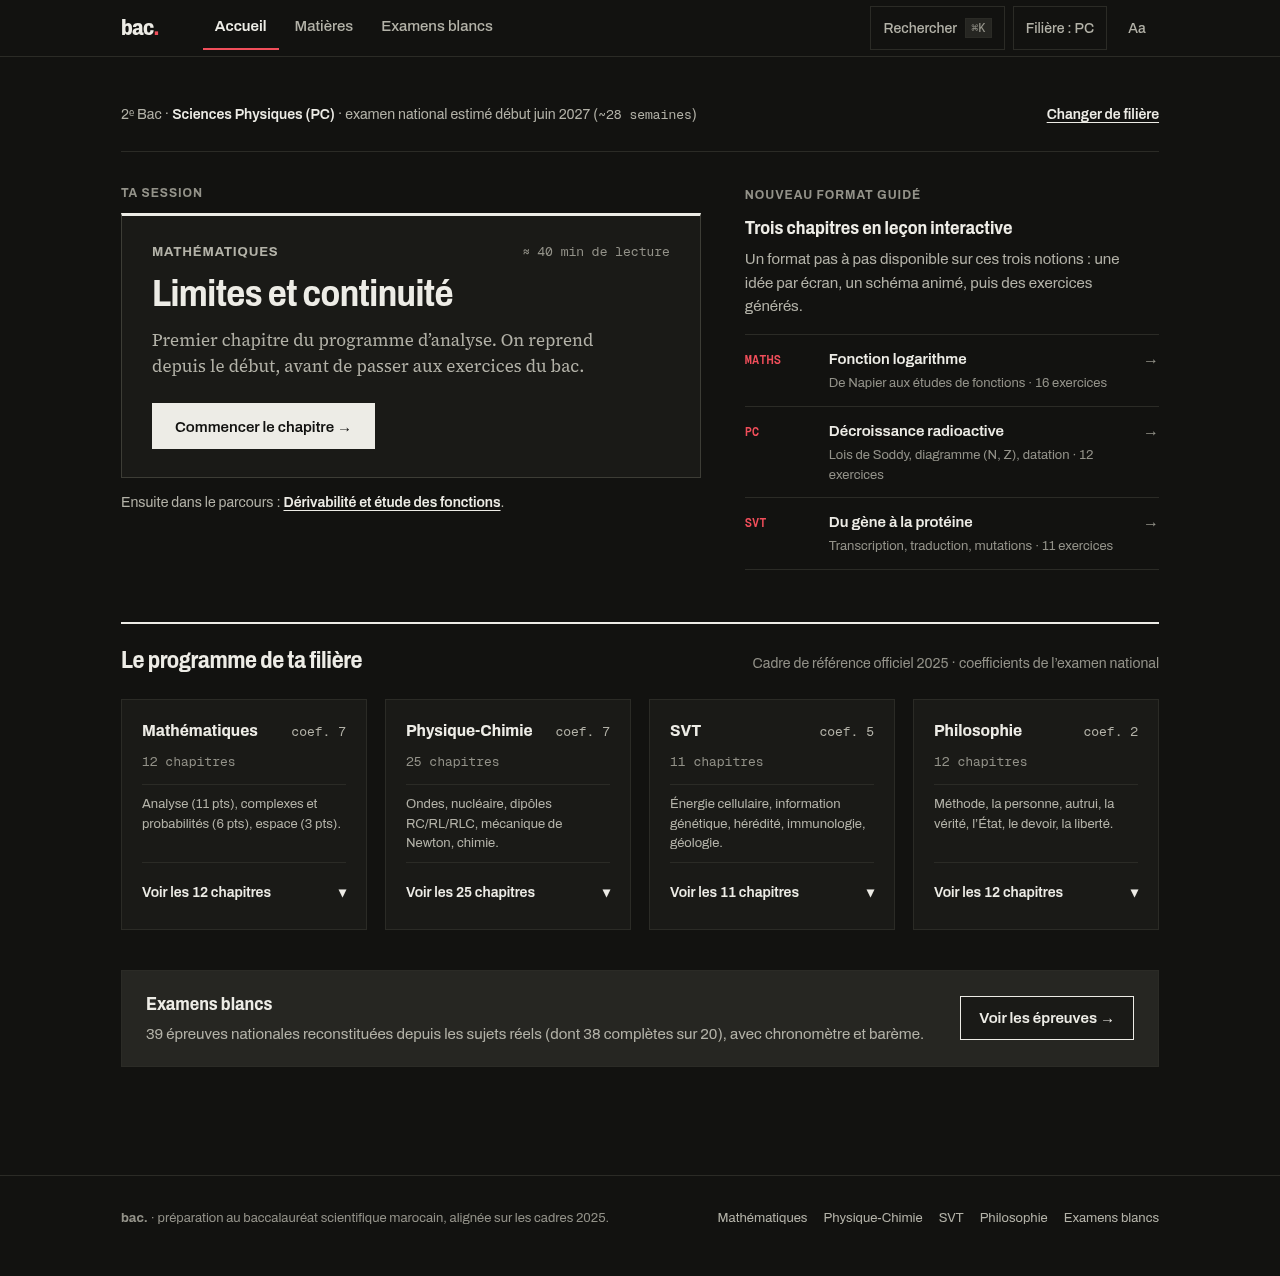 bac.
Accueil
Matières
Examens blancs
Rechercher ⌘K
Filière : PC
Aa
2e Bac · Sciences Physiques (PC) · examen national estimé début juin 2027 (~28 semaines)
Changer de filière
TA SESSION
MATHÉMATIQUES
≈ 40 min de lecture
Limites et continuité
Premier chapitre du programme d’analyse. On reprend
depuis le début, avant de passer aux exercices du bac.
Commencer le chapitre →
Ensuite dans le parcours : Dérivabilité et étude des fonctions.
NOUVEAU FORMAT GUIDÉ
Trois chapitres en leçon interactive
Un format pas à pas disponible sur ces trois notions : une
idée par écran, un schéma animé, puis des exercices
générés.
MATHS
Fonction logarithme →
De Napier aux études de fonctions · 16 exercices
PC
Décroissance radioactive →
Lois de Soddy, diagramme (N, Z), datation · 12
exercices
SVT
Du gène à la protéine →
Transcription, traduction, mutations · 11 exercices
Le programme de ta filière
Cadre de référence officiel 2025 · coefficients de l’examen national
Mathématiques coef. 7
12 chapitres
Analyse (11 pts), complexes et
probabilités (6 pts), espace (3 pts).
Voir les 12 chapitres ▾
Physique-Chimie coef. 7
25 chapitres
Ondes, nucléaire, dipôles
RC/RL/RLC, mécanique de
Newton, chimie.
Voir les 25 chapitres ▾
SVT coef. 5
11 chapitres
Énergie cellulaire, information
génétique, hérédité, immunologie,
géologie.
Voir les 11 chapitres ▾
Philosophie coef. 2
12 chapitres
Méthode, la personne, autrui, la
vérité, l’État, le devoir, la liberté.
Voir les 12 chapitres ▾
Examens blancs
39 épreuves nationales reconstituées depuis les sujets réels (dont 38 complètes sur 20), avec chronomètre et barème.
Voir les épreuves →
bac. · préparation au baccalauréat scientifique marocain, alignée sur les cadres 2025.
Mathématiques
Physique-Chimie
SVT
Philosophie
Examens blancs